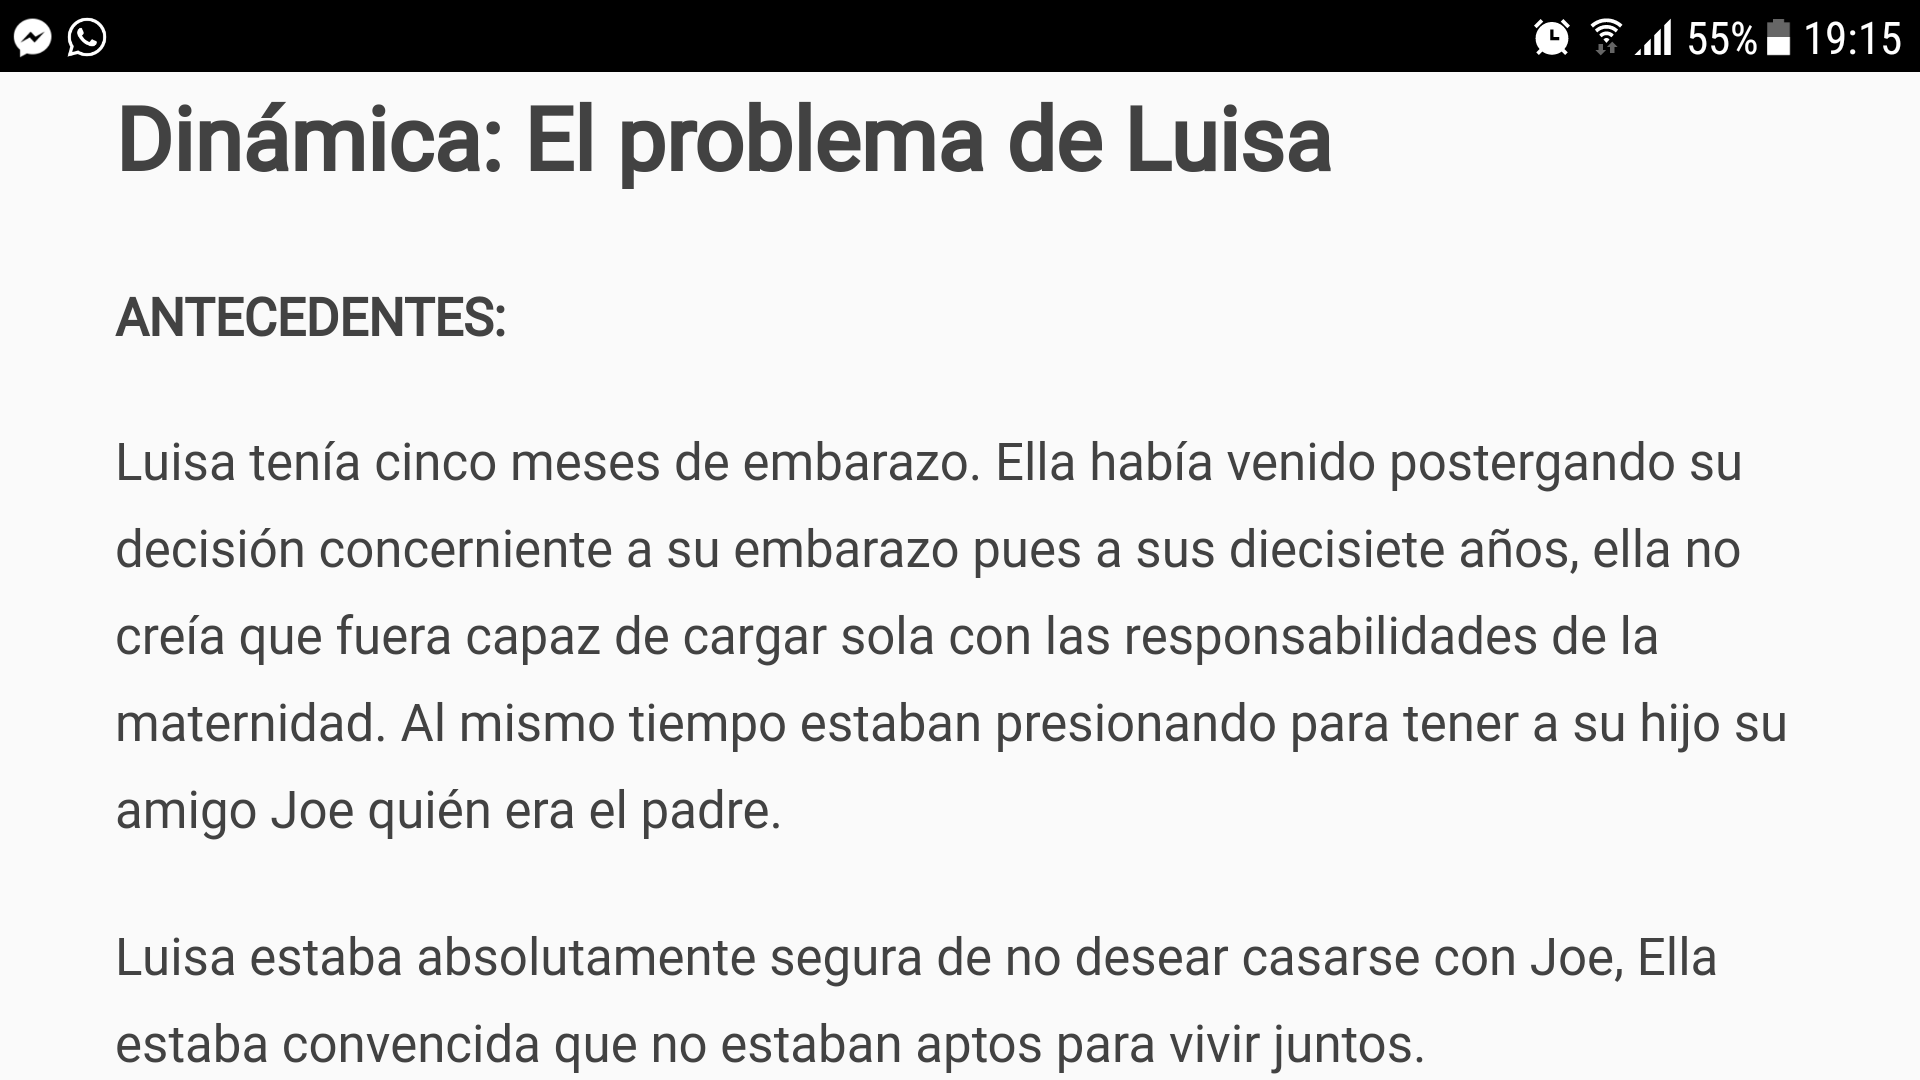 55% 19:15
Dinámica: El problema de Luisa
ANTECEDENTES:
Luisa tenía cinco meses de embarazo. Ella había venido postergando su
decisión concerniente a su embarazo pues a sus diecisiete años, ella no
creía que fuera capaz de cargar sola con las responsabilidades de la
maternidad. Al mismo tiempo estaban presionando para tener a su hijo su
amigo Joe quién era el padre.
Luisa estaba absolutamente segura de no desear casarse con Joe, Ella
estaba convencida que no estaban aptos para vivir juntos.